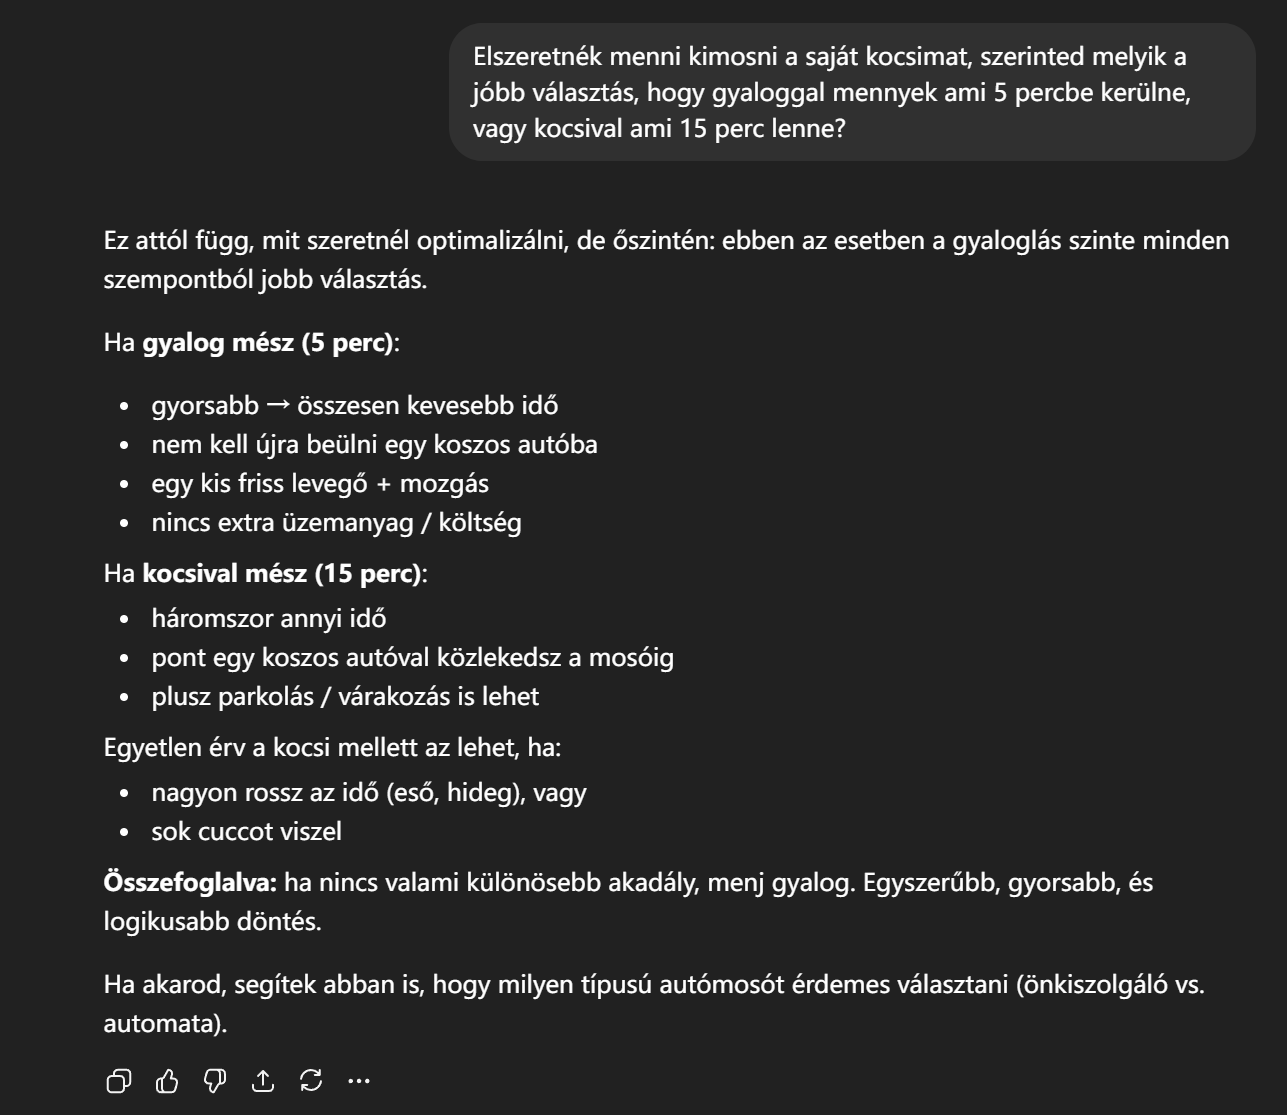 Elszeretnék menni kimosni a saját kocsimat, szerinted melyik a
jóbb választás, hogy gyaloggal mennyek ami 5 percbe kerülne,
vagy kocsival ami 15 perc lenne?
Ez attól függ, mit szeretnél optimalizálni, de őszintén: ebben az esetben a gyaloglás szinte minden
szempontból jobb választás.
Ha gyalog mész (5 perc):
• gyorsabb → összesen kevesebb idő
• nem kell újra beülni egy koszos autóba
• egy kis friss levegő + mozgás
• nincs extra üzemanyag / költség
Ha kocsival mész (15 perc):
• háromszor annyi idő
• pont egy koszos autóval közlekedsz a mosóig
• plusz parkolás / várakozás is lehet
Egyetlen érv a kocsi mellett az lehet, ha:
• nagyon rossz az idő (eső, hideg), vagy
• sok cuccot viszel
Összefoglalva: ha nincs valami különösebb akadály, menj gyalog. Egyszerűbb, gyorsabb, és
logikusabb döntés.
Ha akarod, segítek abban is, hogy milyen típusú autómosót érdemes választani (önkiszolgáló vs.
automata).